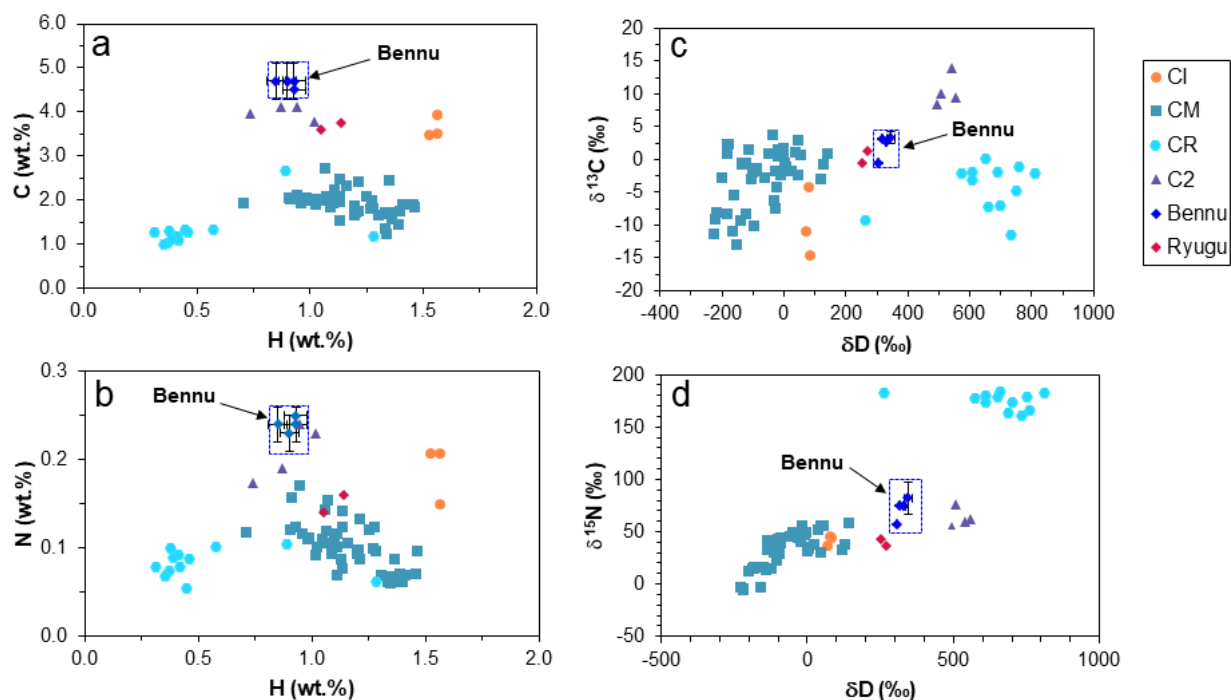 a
6.0
5.0
4.0
3.0
2.0
1.0
0.0
C (wt.%)
Bennu
0.0 0.5 1.0 1.5 2.0
H (wt.%)
c
20
15
10
5
0
-5
-10
-15
-20
δ13C (‰)
Bennu
-400 -200 0 200 400 600 800 1000
δD (‰)
CI
CM
CR
C2
Bennu
Ryugu
b
0.3
0.2
0.1
0.0
N (wt.%)
Bennu
0.0 0.5 1.0 1.5 2.0
H (wt.%)
d
200
150
100
50
0
-50
δ15N (‰)
Bennu
-500 0 500 1000
δD (‰)